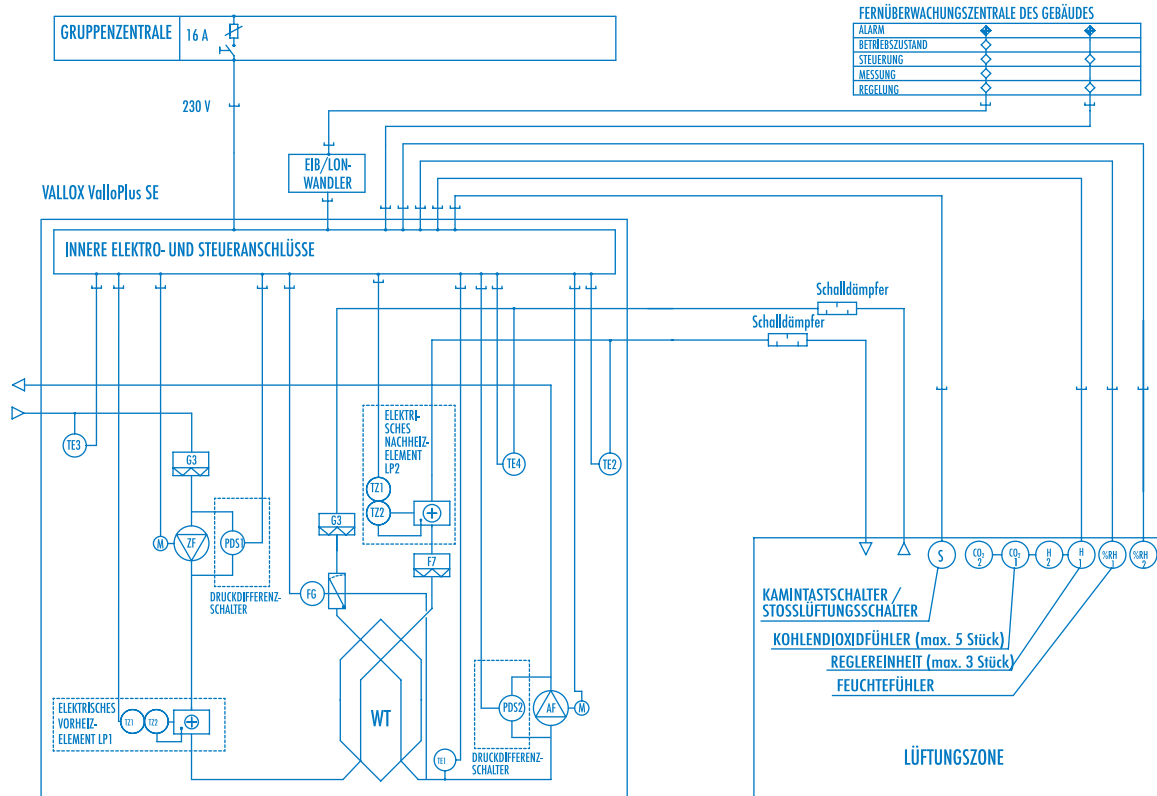 GRUPPENZENTRALE
16 A
230 V
FERNÜBERWACHUNGSZENTRALE DES GEBÄUDES
ALARM
BETRIEBSZUSTAND
STEUERUNG
MESSUNG
REGELUNG
EIB/LON-
WANDLER
VALLOX ValloPlus SE
INNERE ELEKTRO- UND STEUERANSCHLÜSSE
Schalldämpfer
Schalldämpfer
TE3
G3
M
ZF
PDS1
DRUCKDIFFERENZ-
SCHALTER
ELEKTRI-
SCHES
NACHHEIZ-
ELEMENT
LP2
TZ1
TZ2
G3
F7
FG
TE4
TE2
ELEKTRISCHES
VORHEIZ-
ELEMENT LP1
TZ1
TZ2
WT
TE1
PDS2
AF
M
DRUCKDIFFERENZ-
SCHALTER
S
CO2
2
CO2
1
H
2
H
1
%RH
1
%RH
2
KAMINTASTSCHALTER /
STOSSLÜFTUNGSSCHALTER
KOHLENDIOXIDFÜHLER (max. 5 Stück)
REGLEREINHEIT (max. 3 Stück)
FEUCHTEFÜHLER
LÜFTUNGSZONE